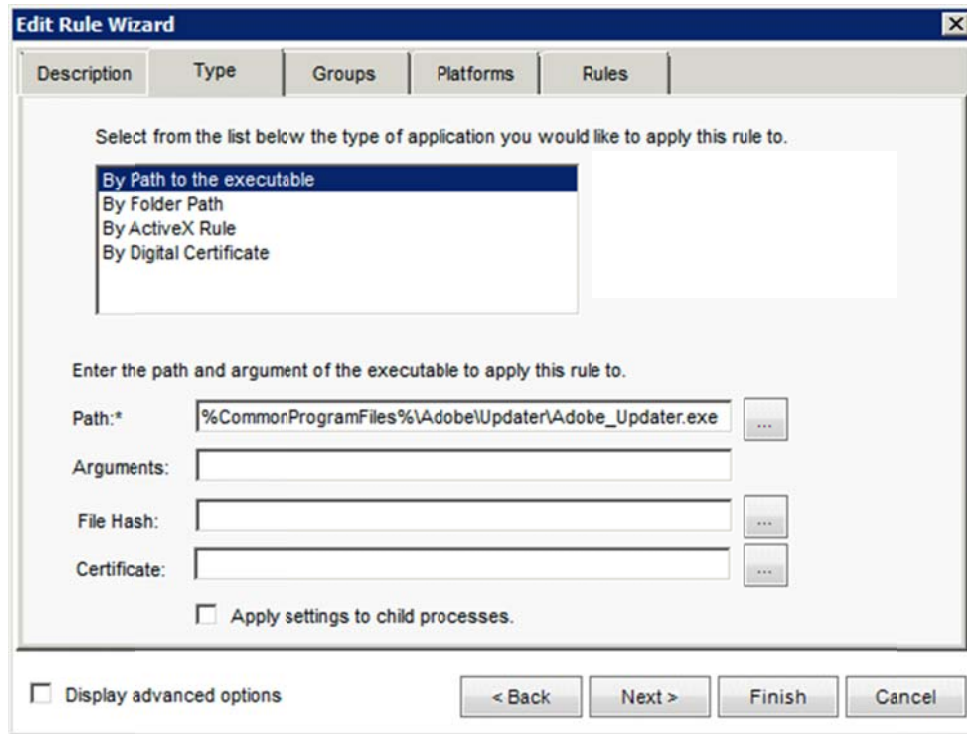 Edit Rule Wizard
Description Type Groups Platforms Rules
Select from the list below the type of application you would like to apply this rule to.
By Path to the executable
By Folder Path
By ActiveX Rule
By Digital Certificate
Enter the path and argument of the executable to apply this rule to.
Path:* %CommonProgramFiles%\Adobe\Updater\Adobe_Updater.exe ...
Arguments:
File Hash: ...
Certificate: ...
Apply settings to child processes.
Display advanced options < Back Next > Finish Cancel